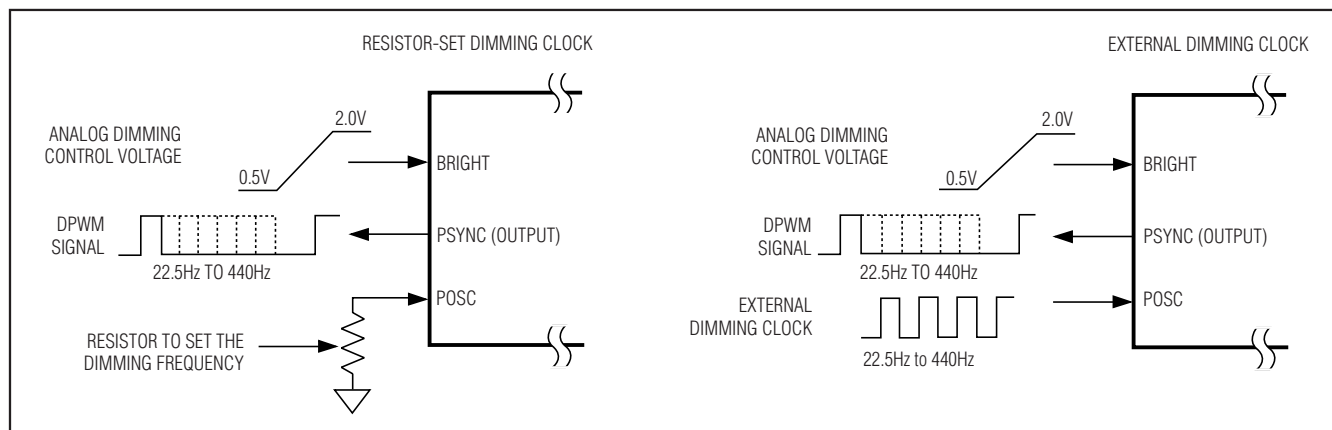 RESISTOR-SET DIMMING CLOCK
ANALOG DIMMING
CONTROL VOLTAGE
2.0V
0.5V
BRIGHT
DPWM
SIGNAL
PSYNC (OUTPUT)
22.5Hz TO 440Hz
POSC
RESISTOR TO SET THE
DIMMING FREQUENCY
EXTERNAL DIMMING CLOCK
ANALOG DIMMING
CONTROL VOLTAGE
2.0V
0.5V
BRIGHT
DPWM
SIGNAL
PSYNC (OUTPUT)
22.5Hz TO 440Hz
EXTERNAL
DIMMING CLOCK
POSC
22.5Hz to 440Hz